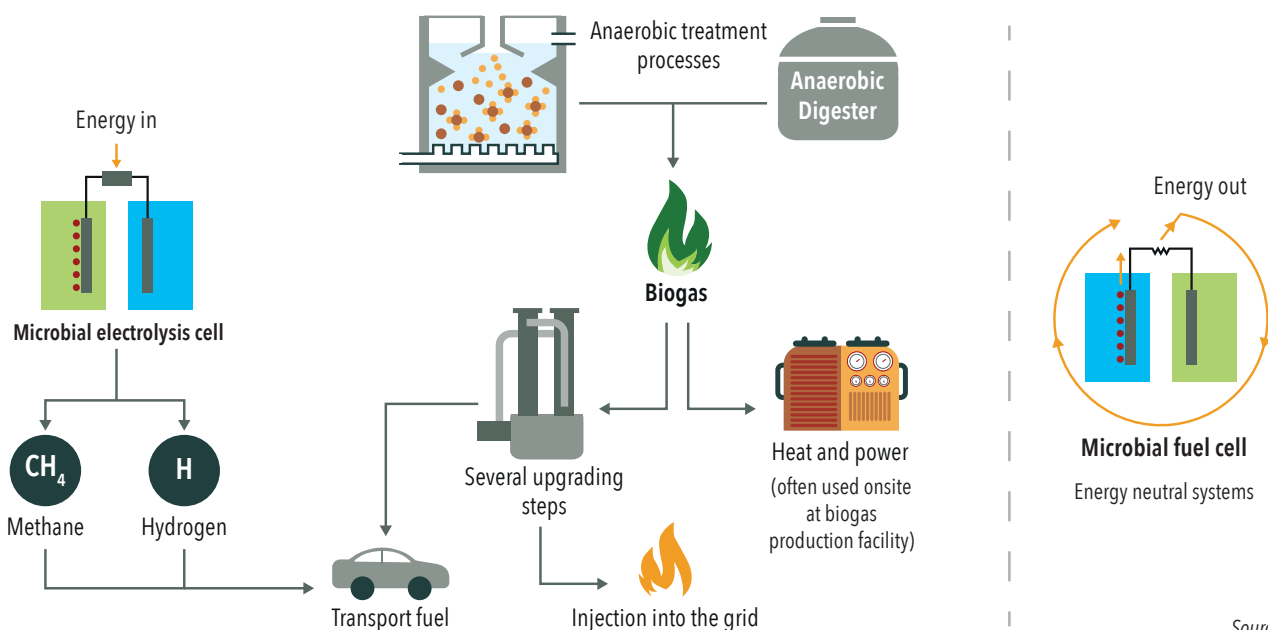 Anaerobic treatment
processes
Anaerobic
Digester
Energy in
Microbial electrolysis cell
CH4
Methane
H
Hydrogen
Biogas
Several upgrading
steps
Heat and power
(often used onsite
at biogas
production facility)
Transport fuel
Injection into the grid
Energy out
Microbial fuel cell
Energy neutral systems